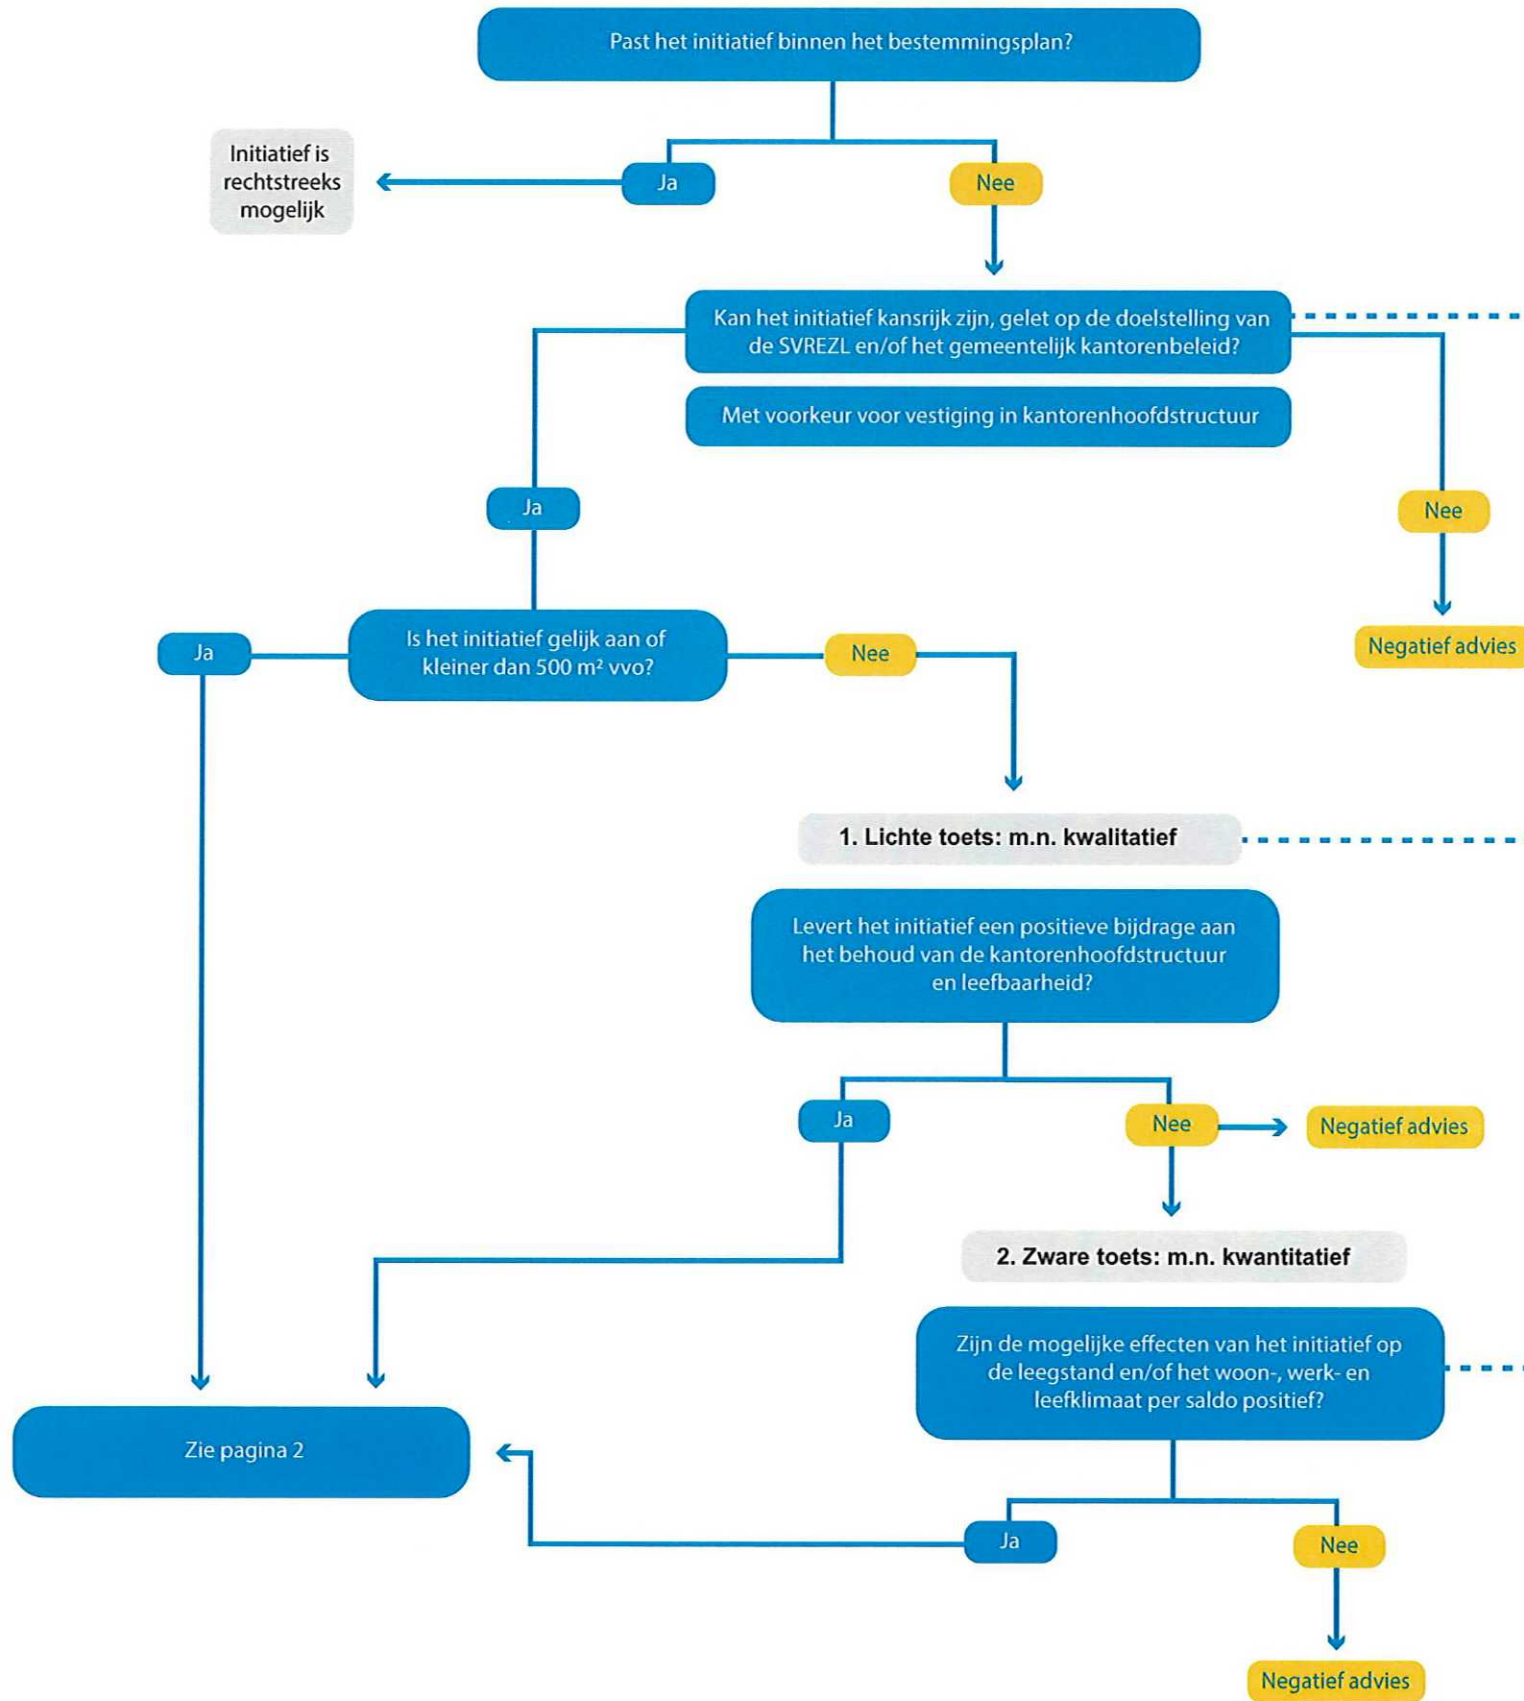 Past het initiatief binnen het bestemmingsplan?
Initiatief is
rechtstreeks
mogelijk
Ja
Nee
Kan het initiatief kansrijk zijn, gelet op de doelstelling van
de SVREZL en/of het gemeentelijk kantorenbeleid?
Met voorkeur voor vestiging in kantorenhoofdstructuur
Ja
Nee
Negatief advies
Ja
Is het initiatief gelijk aan of
kleiner dan 500 m² vvo?
Nee
1. Lichte toets: m.n. kwalitatief
Levert het initiatief een positieve bijdrage aan
het behoud van de kantorenhoofdstructuur
en leefbaarheid?
Ja
Nee
Negatief advies
2. Zware toets: m.n. kwantitatief
Zijn de mogelijke effecten van het initiatief op
de leegstand en/of het woon-, werk- en
leefklimaat per saldo positief?
Zie pagina 2
Ja
Nee
Negatief advies